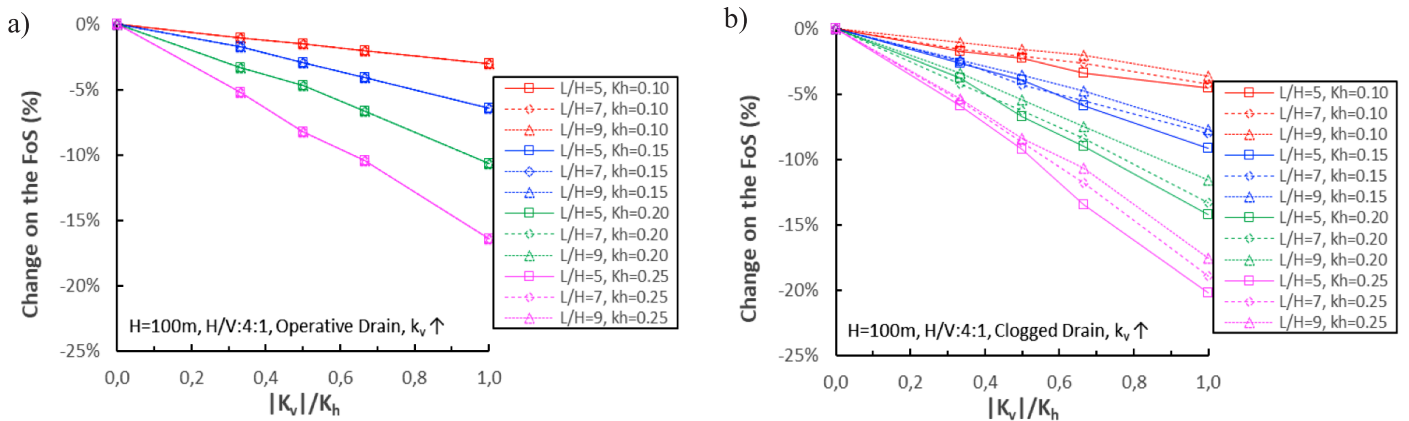 a)
Change on the FoS (%)
0%
-5%
-10%
-15%
-20%
-25%
0,0 0,2 0,4 0,6 0,8 1,0
|Kv|/Kh
H=100m, H/V:4:1, Operative Drain, kv ↑
L/H=5, Kh=0.10
L/H=7, kh=0.10
L/H=9, kh=0.10
L/H=5, Kh=0.15
L/H=7, kh=0.15
L/H=9, kh=0.15
L/H=5, Kh=0.20
L/H=7, kh=0.20
L/H=9, kh=0.20
L/H=5, Kh=0.25
L/H=7, kh=0.25
L/H=9, kh=0.25
b)
Change on the FoS (%)
0%
-5%
-10%
-15%
-20%
-25%
0,0 0,2 0,4 0,6 0,8 1,0
|Kv|/Kh
H=100m, H/V:4:1, Clogged Drain, kv ↑
L/H=5, Kh=0.10
L/H=7, kh=0.10
L/H=9, kh=0.10
L/H=5, Kh=0.15
L/H=7, kh=0.15
L/H=9, kh=0.15
L/H=5, Kh=0.20
L/H=7, kh=0.20
L/H=9, kh=0.20
L/H=5, Kh=0.25
L/H=7, kh=0.25
L/H=9, kh=0.25